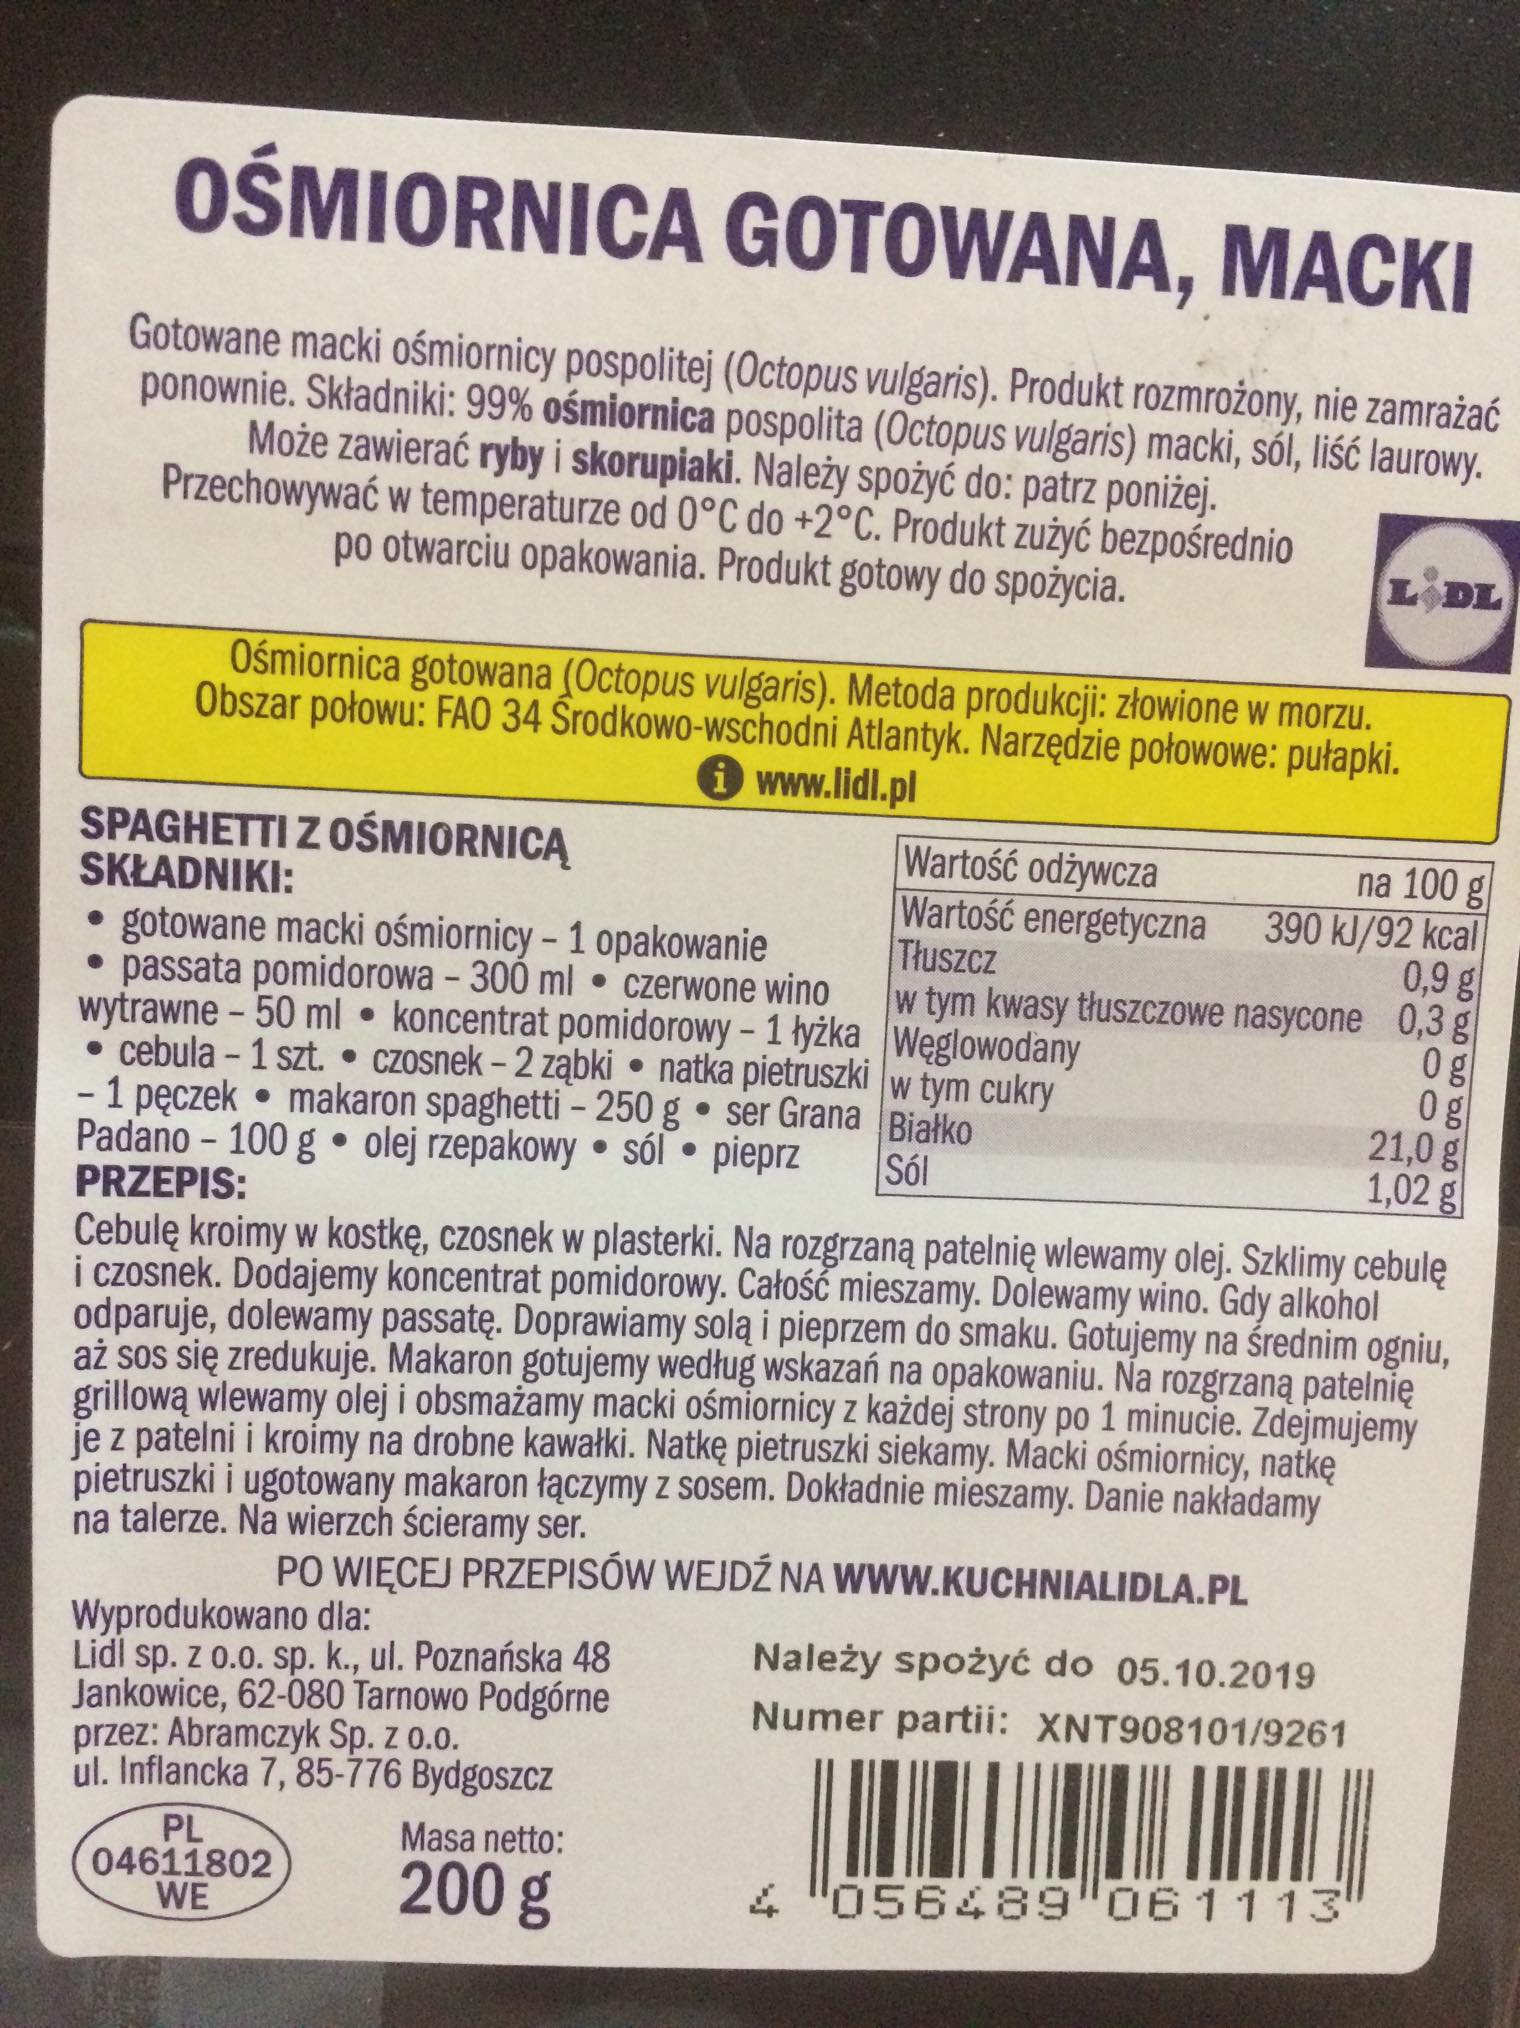 OŚMIORNICA GOTOWANA, MACKI
Gotowane macki ośmiornicy pospolitej (Octopus vulgaris). Produkt rozmrożony, nie zamrażać
ponownie. Składniki: 99% ośmiornica pospolita (Octopus vulgaris) macki, sól, liść laurowy.
Może zawierać ryby i skorupiaki. Należy spożyć do: patrz poniżej.
Przechowywać w temperaturze od 0°C do +2°C. Produkt zużyć bezpośrednio
po otwarciu opakowania. Produkt gotowy do spożycia.
LIDL
Ośmiornica gotowana (Octopus vulgaris). Metoda produkcji: złowione w morzu.
Obszar połowu: FAO 34 Środkowo-wschodni Atlantyk. Narzędzie połowowe: pułapki.
i www.lidl.pl
SPAGHETTI Z OŚMIORNICĄ
SKŁADNIKI:
• gotowane macki ośmiornicy – 1 opakowanie
• passata pomidorowa – 300 ml • czerwone wino
wytrawne – 50 ml • koncentrat pomidorowy – 1 łyżka
• cebula – 1 szt. • czosnek – 2 ząbki • natka pietruszki
– 1 pęczek • makaron spaghetti – 250 g • ser Grana
Padano – 100 g • olej rzepakowy • sól • pieprz
Wartość odżywcza na 100 g
Wartość energetyczna 390 kJ/92 kcal
Tłuszcz 0,9 g
w tym kwasy tłuszczowe nasycone 0,3 g
Węglowodany 0 g
w tym cukry 0 g
Białko 21,0 g
Sól 1,02 g
PRZEPIS:
Cebulę kroimy w kostkę, czosnek w plasterki. Na rozgrzaną patelnię wlewamy olej. Szklimy cebulę
i czosnek. Dodajemy koncentrat pomidorowy. Całość mieszamy. Dolewamy wino. Gdy alkohol
odparuje, dolewamy passatę. Doprawiamy solą i pieprzem do smaku. Gotujemy na średnim ogniu,
aż sos się zredukuje. Makaron gotujemy według wskazań na opakowaniu. Na rozgrzaną patelnię
grillową wlewamy olej i obsmażamy macki ośmiornicy z każdej strony po 1 minucie. Zdejmujemy
je z patelni i kroimy na drobne kawałki. Natkę pietruszki siekamy. Macki ośmiornicy, natkę
pietruszki i ugotowany makaron łączymy z sosem. Dokładnie mieszamy. Danie nakładamy
na talerze. Na wierzch ścieramy ser.
PO WIĘCEJ PRZEPISÓW WEJDŹ NA WWW.KUCHNIALIDLA.PL
Wyprodukowano dla:
Lidl sp. z o.o. sp. k., ul. Poznańska 48
Jankowice, 62-080 Tarnowo Podgórne
przez: Abramczyk Sp. z o.o.
ul. Inflancka 7, 85-776 Bydgoszcz
PL
04611802
WE
Masa netto:
200 g
Należy spożyć do 05.10.2019
Numer partii: XNT908101/9261
4 056489 061113